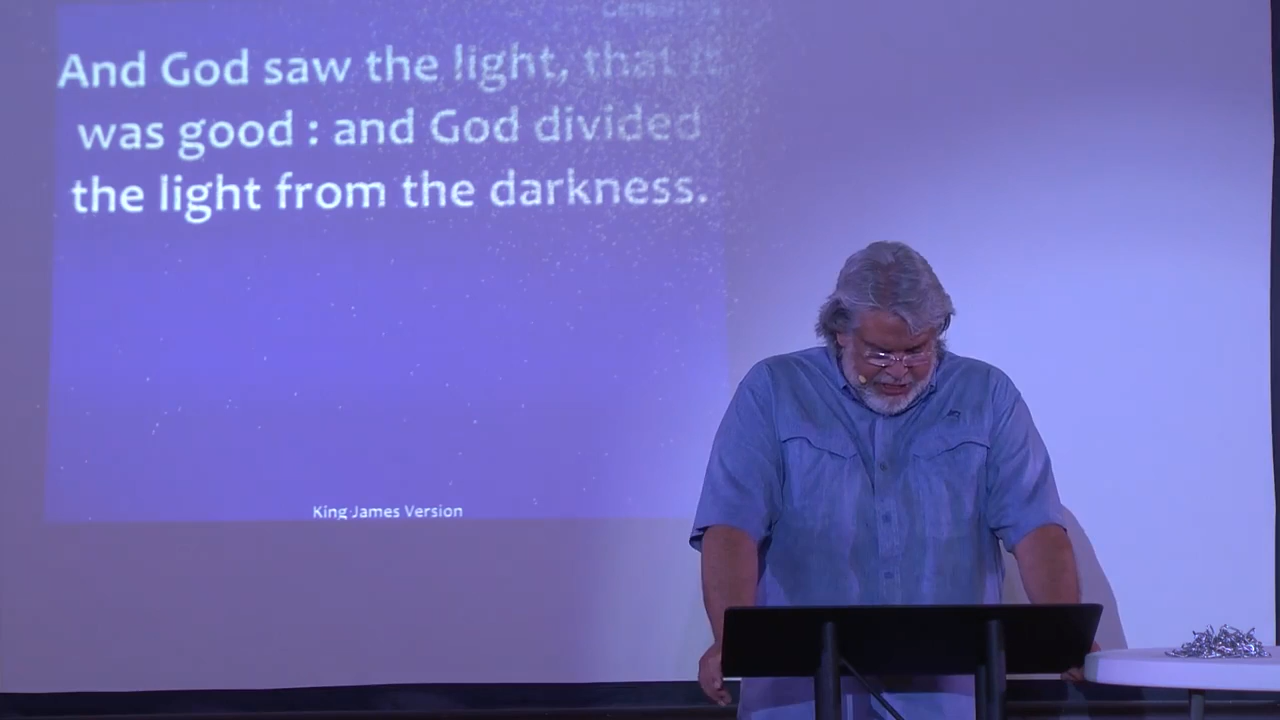 And God saw the light, that it
was good : and God divided
the light from the darkness.
King James Version